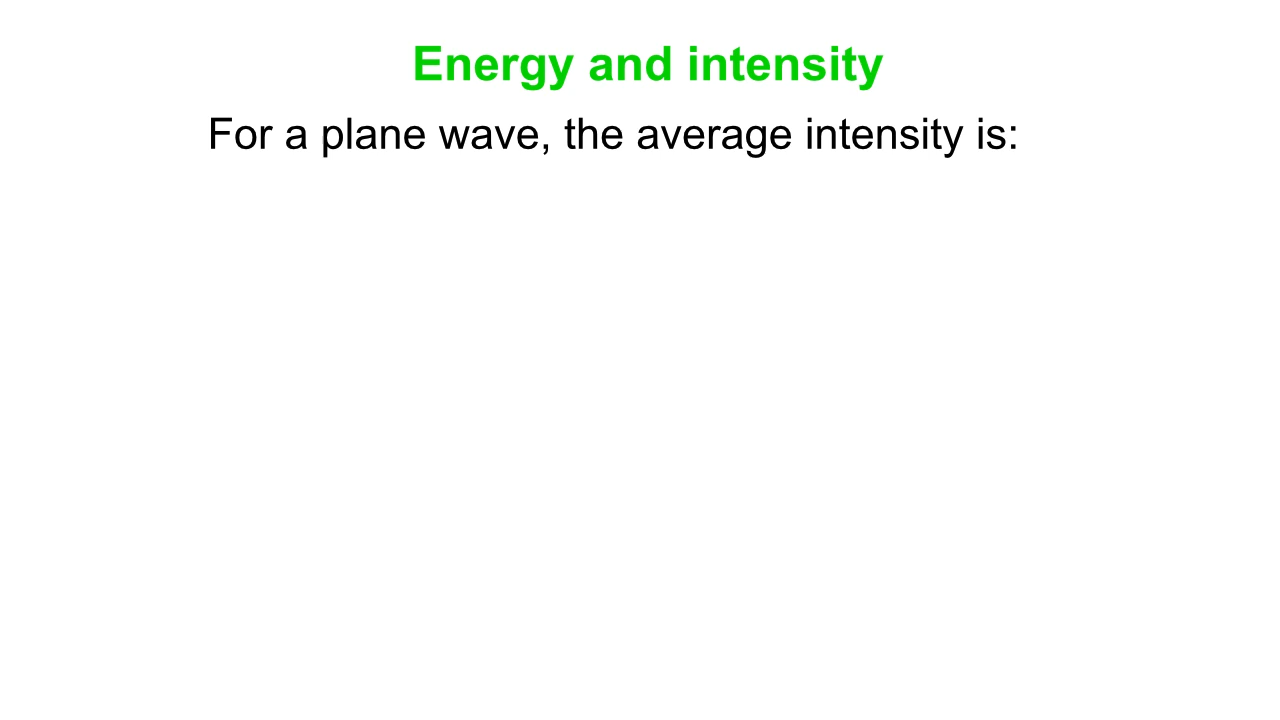 Energy and intensity
For a plane wave, the average intensity is: